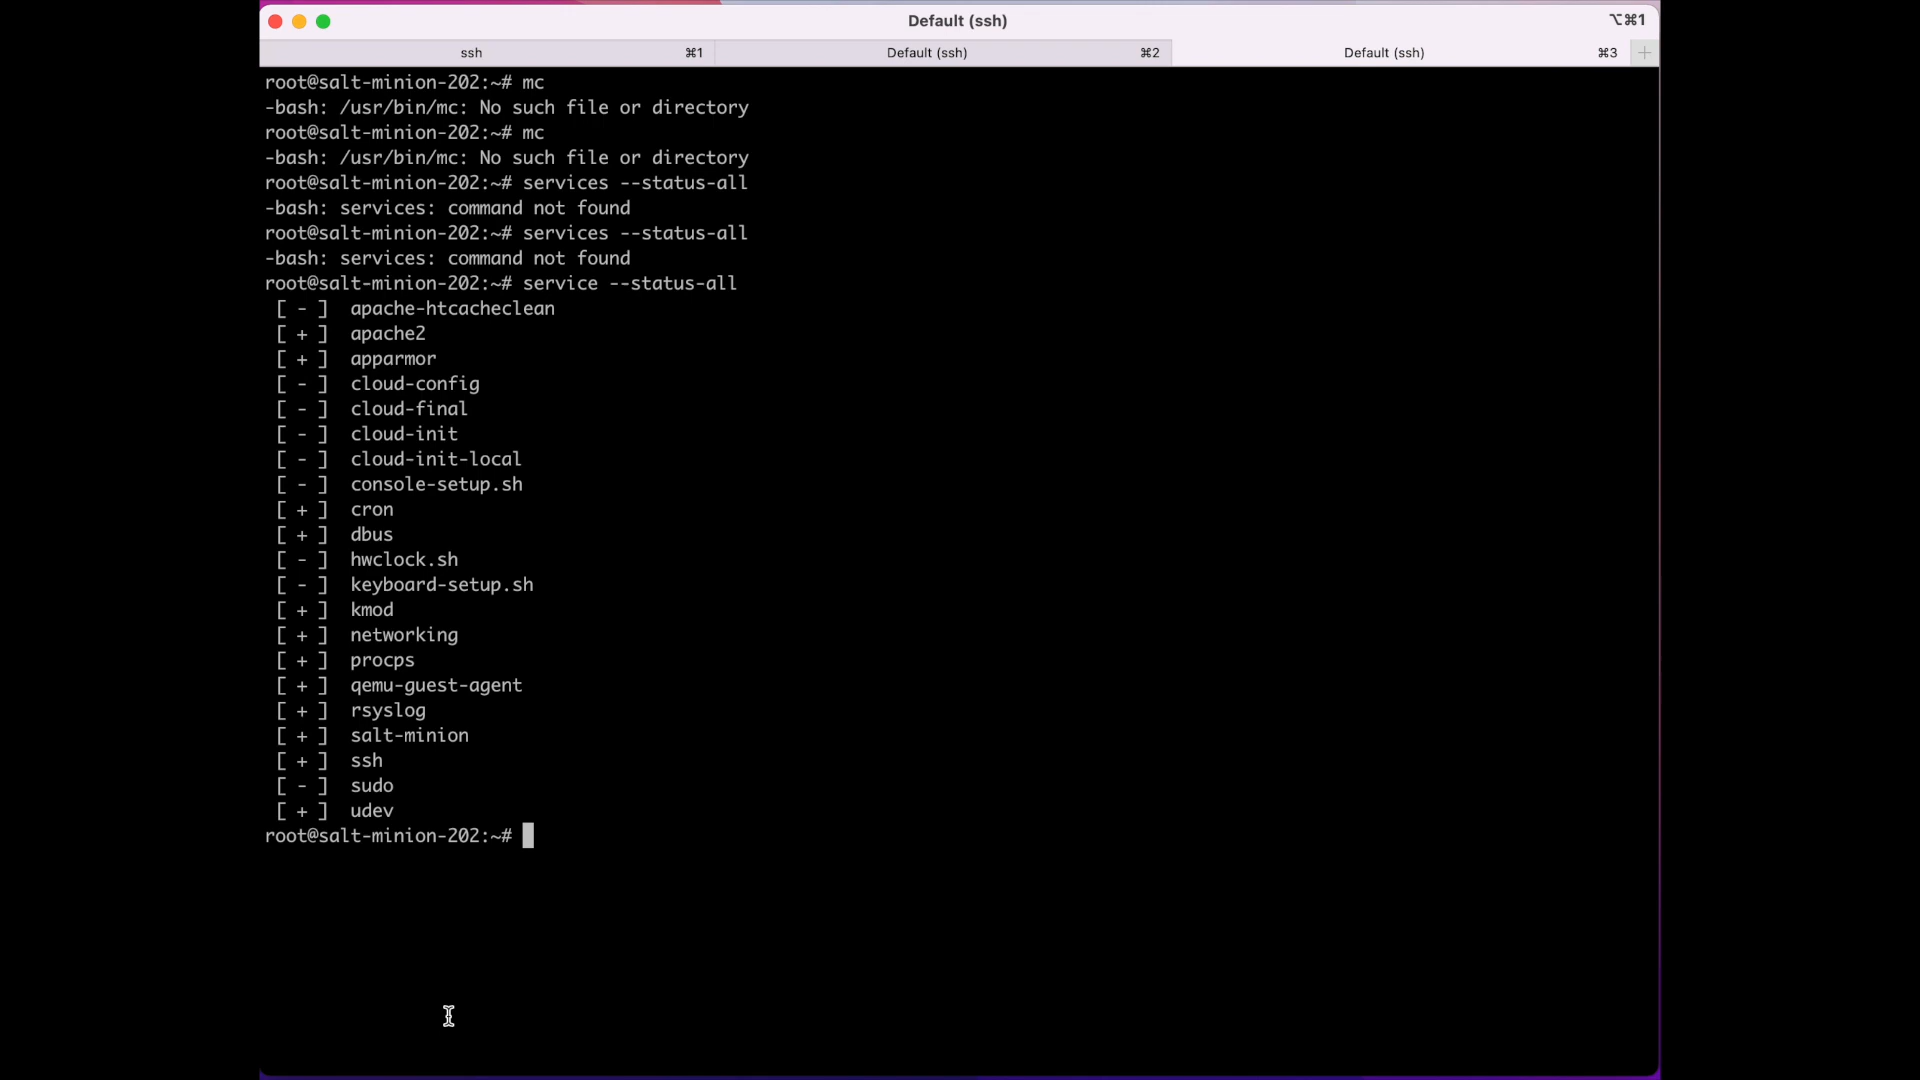 Default (ssh)
⌥⌘1
ssh ⌘1 Default (ssh) ⌘2 Default (ssh) ⌘3 +
root@salt-minion-202:~# mc
-bash: /usr/bin/mc: No such file or directory
root@salt-minion-202:~# mc
-bash: /usr/bin/mc: No such file or directory
root@salt-minion-202:~# services --status-all
-bash: services: command not found
root@salt-minion-202:~# services --status-all
-bash: services: command not found
root@salt-minion-202:~# service --status-all
[ - ]  apache-htcacheclean
[ + ]  apache2
[ + ]  apparmor
[ - ]  cloud-config
[ - ]  cloud-final
[ - ]  cloud-init
[ - ]  cloud-init-local
[ - ]  console-setup.sh
[ + ]  cron
[ + ]  dbus
[ - ]  hwclock.sh
[ - ]  keyboard-setup.sh
[ + ]  kmod
[ + ]  networking
[ + ]  procps
[ + ]  qemu-guest-agent
[ + ]  rsyslog
[ + ]  salt-minion
[ + ]  ssh
[ - ]  sudo
[ + ]  udev
root@salt-minion-202:~#